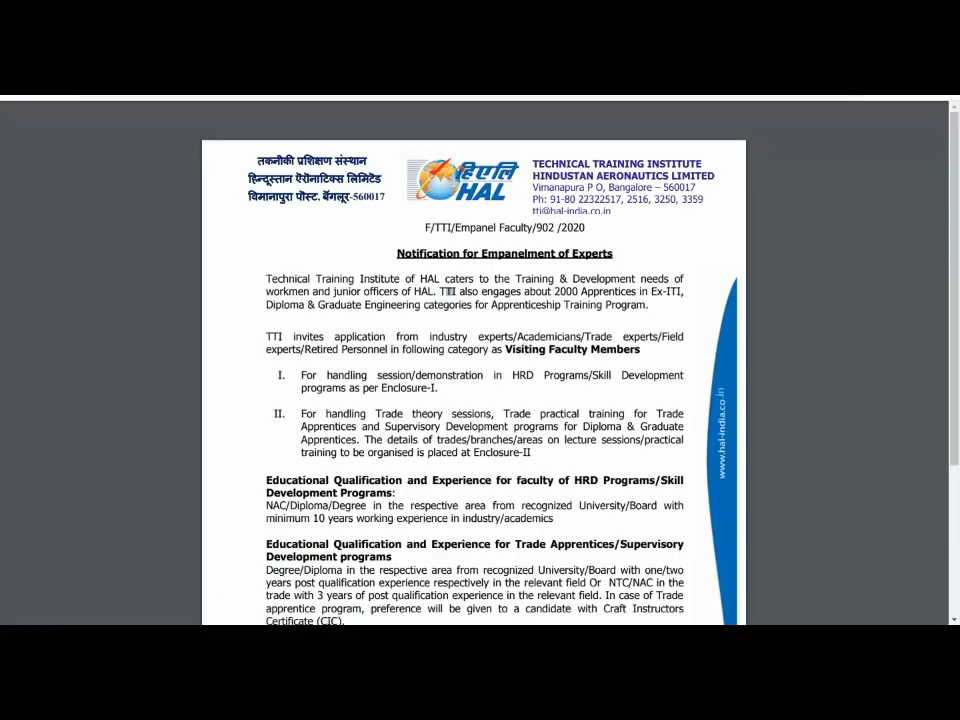 तकनीकी प्रशिक्षण संस्थान
हिन्दूस्तान ऐरोनाटिक्स लिमिटेड
विमानापुरा पोस्ट, बेंगलूर-560017
हिएलि
HAL
TECHNICAL TRAINING INSTITUTE
HINDUSTAN AERONAUTICS LIMITED
Vimanapura P O, Bangalore – 560017
Ph: 91-80 22322517, 2516, 3250, 3359
tti@hal-india.co.in
F/TTI/Empanel Faculty/902 /2020
Notification for Empanelment of Experts
Technical Training Institute of HAL caters to the Training & Development needs of
workmen and junior officers of HAL. TTI also engages about 2000 Apprentices in Ex-ITI,
Diploma & Graduate Engineering categories for Apprenticeship Training Program.
TTI invites application from industry experts/Academicians/Trade experts/Field
experts/Retired Personnel in following category as Visiting Faculty Members
I. For handling session/demonstration in HRD Programs/Skill Development
programs as per Enclosure-I.
II. For handling Trade theory sessions, Trade practical training for Trade
Apprentices and Supervisory Development programs for Diploma & Graduate
Apprentices. The details of trades/branches/areas on lecture sessions/practical
training to be organised is placed at Enclosure-II
Educational Qualification and Experience for faculty of HRD Programs/Skill
Development Programs:
NAC/Diploma/Degree in the respective area from recognized University/Board with
minimum 10 years working experience in industry/academics
Educational Qualification and Experience for Trade Apprentices/Supervisory
Development programs
Degree/Diploma in the respective area from recognized University/Board with one/two
years post qualification experience respectively in the relevant field Or NTC/NAC in the
trade with 3 years of post qualification experience in the relevant field. In case of Trade
apprentice program, preference will be given to a candidate with Craft Instructors
Certificate (CIC).
www.hal-india.co.in